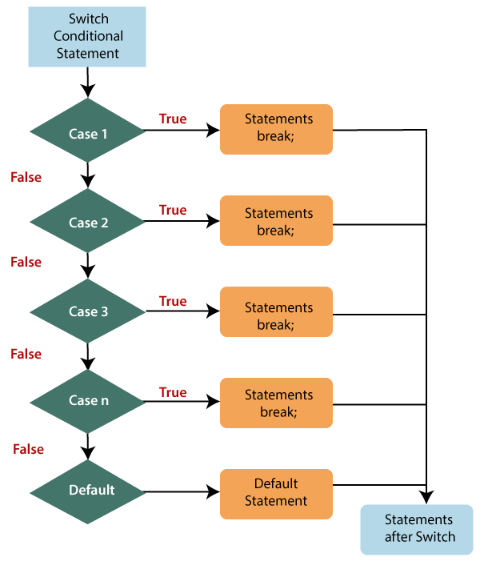 Switch
Conditional
Statement
Case 1
True
Statements
break;
False
Case 2
True
Statements
break;
False
Case 3
True
Statements
break;
False
Case n
True
Statements
break;
False
Default
Default
Statement
Statements
after Switch